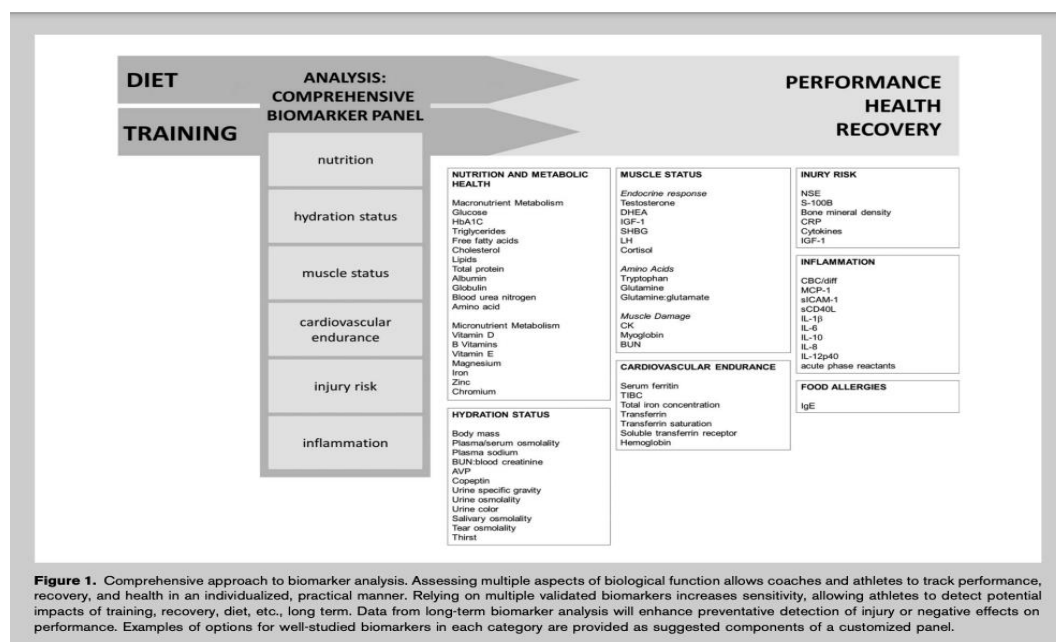 DIET
TRAINING
ANALYSIS:
COMPREHENSIVE
BIOMARKER PANEL
nutrition
hydration status
muscle status
cardiovascular
endurance
injury risk
inflammation
PERFORMANCE
HEALTH
RECOVERY
NUTRITION AND METABOLIC
HEALTH
Macronutrient Metabolism
Glucose
HbA1C
Triglycerides
Free fatty acids
Cholesterol
Lipids
Total protein
Albumin
Globulin
Blood urea nitrogen
Amino acid
Micronutrient Metabolism
Vitamin D
B Vitamins
Vitamin E
Magnesium
Iron
Zinc
Chromium
HYDRATION STATUS
Body mass
Plasma/serum osmolality
Plasma sodium
BUN:blood creatinine
AVP
Copeptin
Urine specific gravity
Urine osmolality
Urine color
Salivary osmolality
Tear osmolality
Thirst
MUSCLE STATUS
Endocrine response
Testosterone
DHEA
IGF-1
SHBG
LH
Cortisol
Amino Acids
Tryptophan
Glutamine
Glutamine:glutamate
Muscle Damage
CK
Myoglobin
BUN
CARDIOVASCULAR ENDURANCE
Serum ferritin
TIBC
Total iron concentration
Transferrin
Transferrin saturation
Soluble transferrin receptor
Hemoglobin
INURY RISK
NSE
S-100B
Bone mineral density
CRP
Cytokines
IGF-1
INFLAMMATION
CBC/diff
MCP-1
sICAM-1
sCD40L
IL-1β
IL-6
IL-10
IL-8
IL-12p40
acute phase reactants
FOOD ALLERGIES
IgE
Figure 1. Comprehensive approach to biomarker analysis. Assessing multiple aspects of biological function allows coaches and athletes to track performance,
recovery, and health in an individualized, practical manner. Relying on multiple validated biomarkers increases sensitivity, allowing athletes to detect potential
impacts of training, recovery, diet, etc., long term. Data from long-term biomarker analysis will enhance preventative detection of injury or negative effects on
performance. Examples of options for well-studied biomarkers in each category are provided as suggested components of a customized panel.